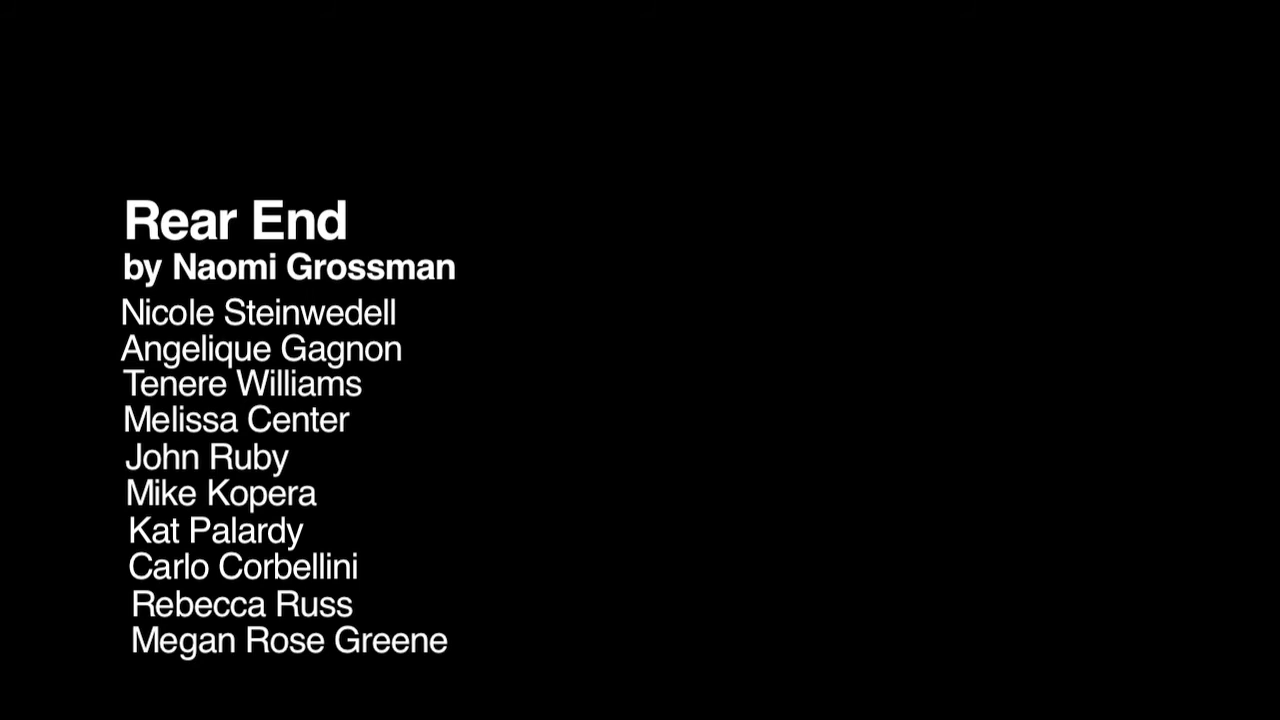 Rear End
by Naomi Grossman
Nicole Steinwedell
Angelique Gagnon
Tenere Williams
Melissa Center
John Ruby
Mike Kopera
Kat Palardy
Carlo Corbellini
Rebecca Russ
Megan Rose Greene